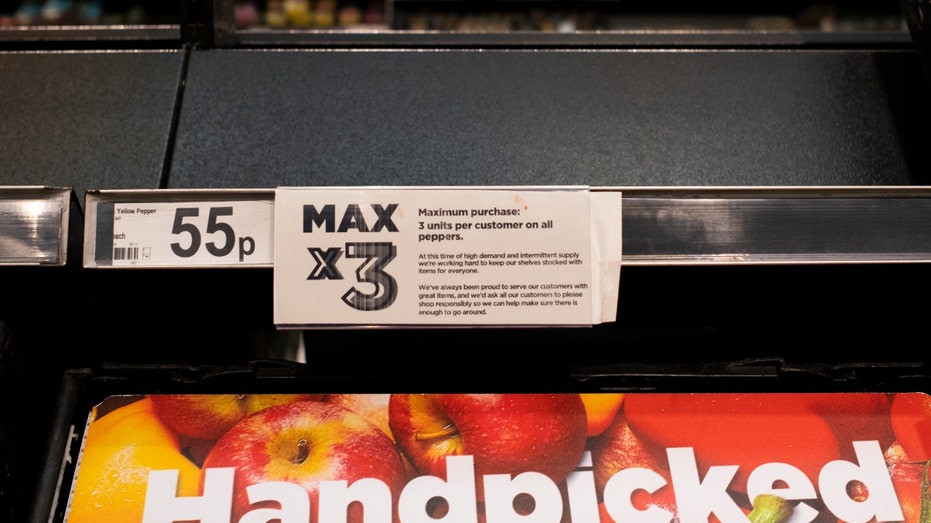 Yellow Pepper
55p
each
MAX
x3
Maximum purchase:
3 units per customer on all
peppers.
At this time of high demand and intermittent supply
we're working hard to keep our shelves stocked with
items for everyone.
We've always been proud to serve our customers with
great items, and we'd ask all our customers to please
shop responsibly so we can help make sure there is
enough to go around.
Handpicked